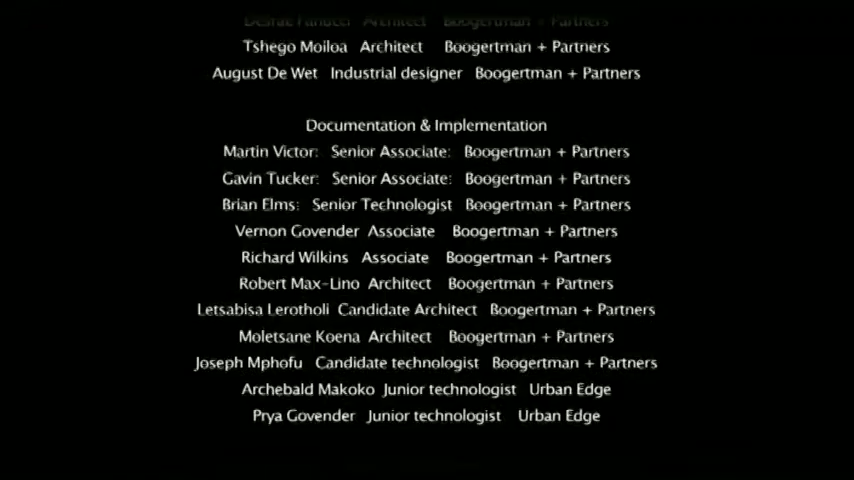 Architect Boogertman + Partners
Tshego Moiloa Architect Boogertman + Partners
August De Wet Industrial designer Boogertman + Partners
Documentation & Implementation
Martin Victor: Senior Associate: Boogertman + Partners
Gavin Tucker: Senior Associate: Boogertman + Partners
Brian Elms: Senior Technologist Boogertman + Partners
Vernon Govender Associate Boogertman + Partners
Richard Wilkins Associate Boogertman + Partners
Robert Max-Lino Architect Boogertman + Partners
Letsabisa Lerotholi Candidate Architect Boogertman + Partners
Moletsane Koena Architect Boogertman + Partners
Joseph Mphofu Candidate technologist Boogertman + Partners
Archebald Makoko Junior technologist Urban Edge
Prya Govender Junior technologist Urban Edge